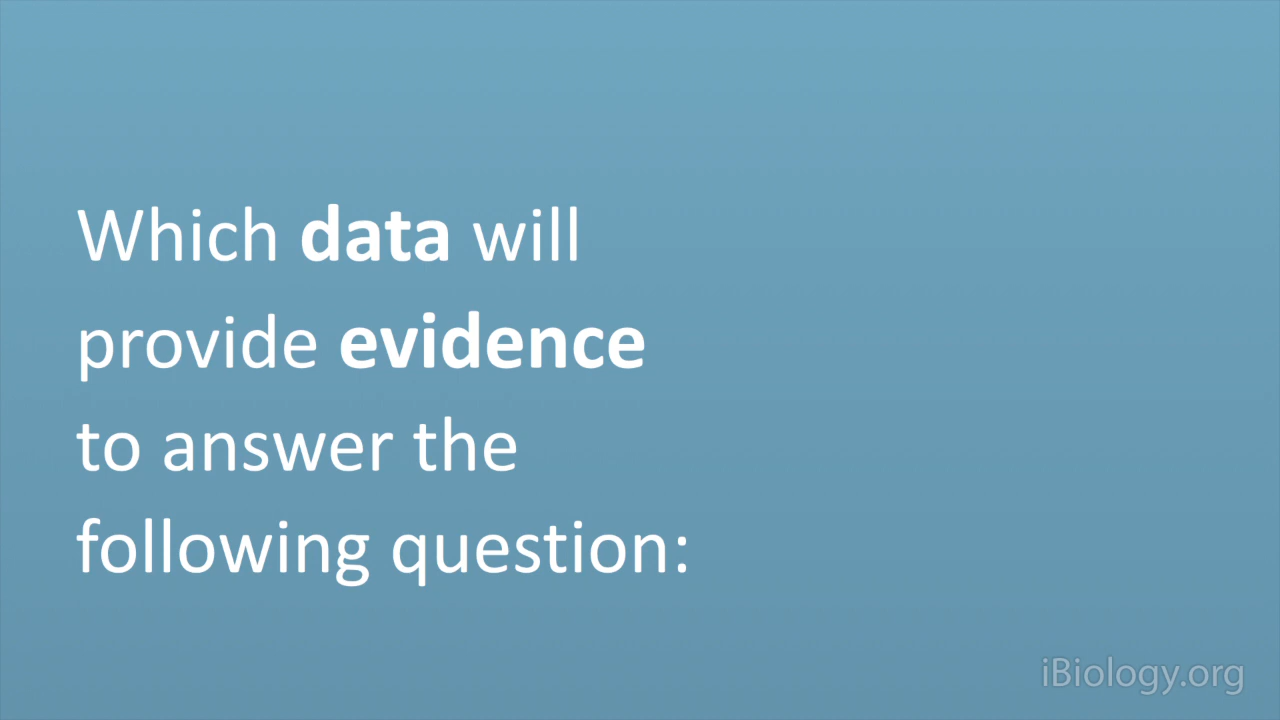 Which data will
provide evidence
to answer the
following question:
iBiology.org